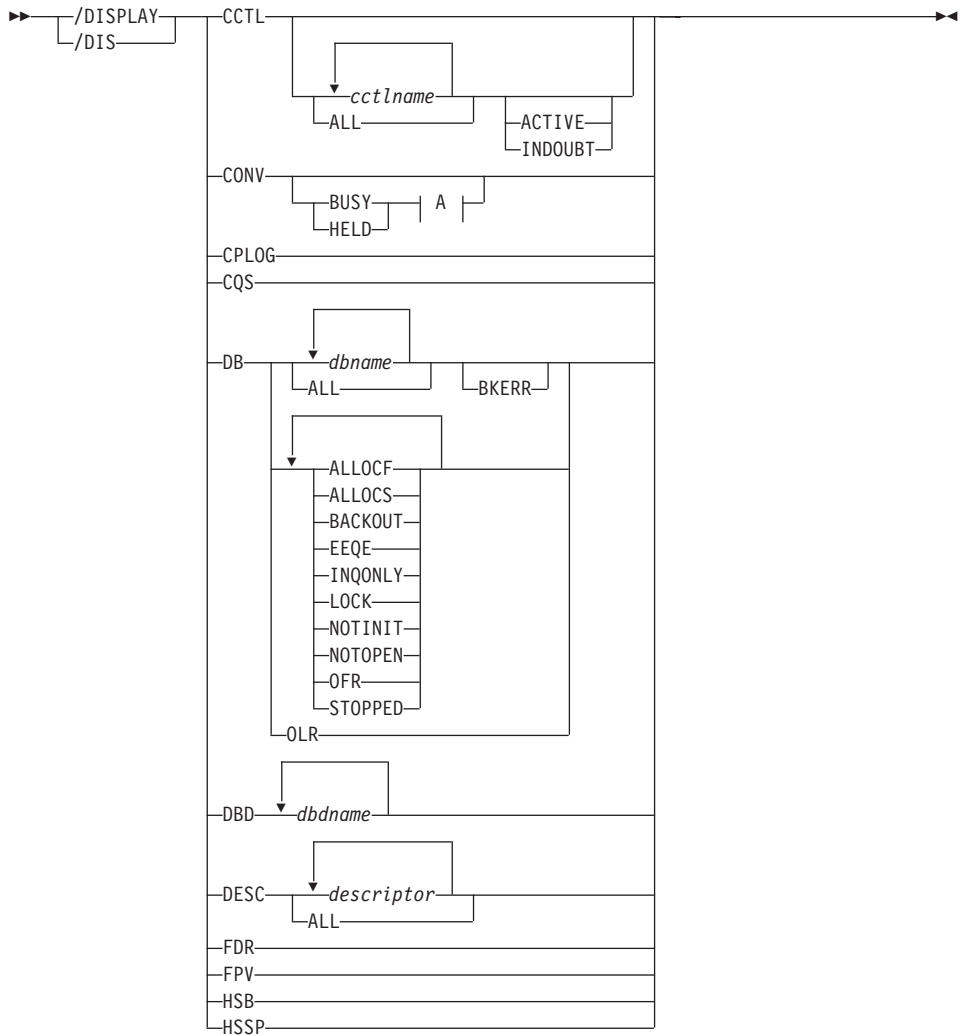 /DISPLAY CCTL
/DIS
cctlname
ALL ACTIVE
INDOUBT
CONV
BUSY A
HELD
CPLOG
CQS
DB dbname
ALL BKERR
ALLOCF
ALLOCS
BACKOUT
EEQE
INQONLY
LOCK
NOTINIT
NOTOPEN
OFR
STOPPED
OLR
DBD dbdname
DESC descriptor
ALL
FDR
FPV
HSB
HSSP